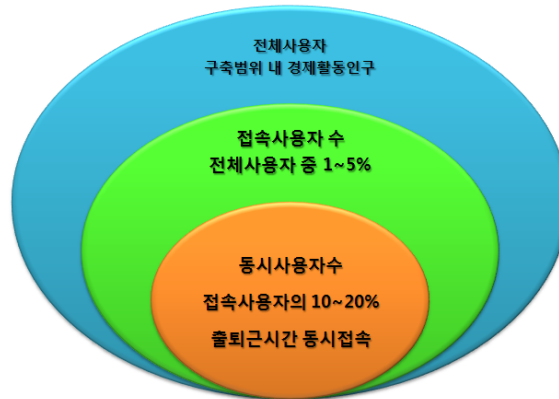 전체사용자
구축범위 내 경제활동인구
접속사용자 수
전체사용자 중 1~5%
동시사용자수
접속사용자의 10~20%
출퇴근시간 동시접속